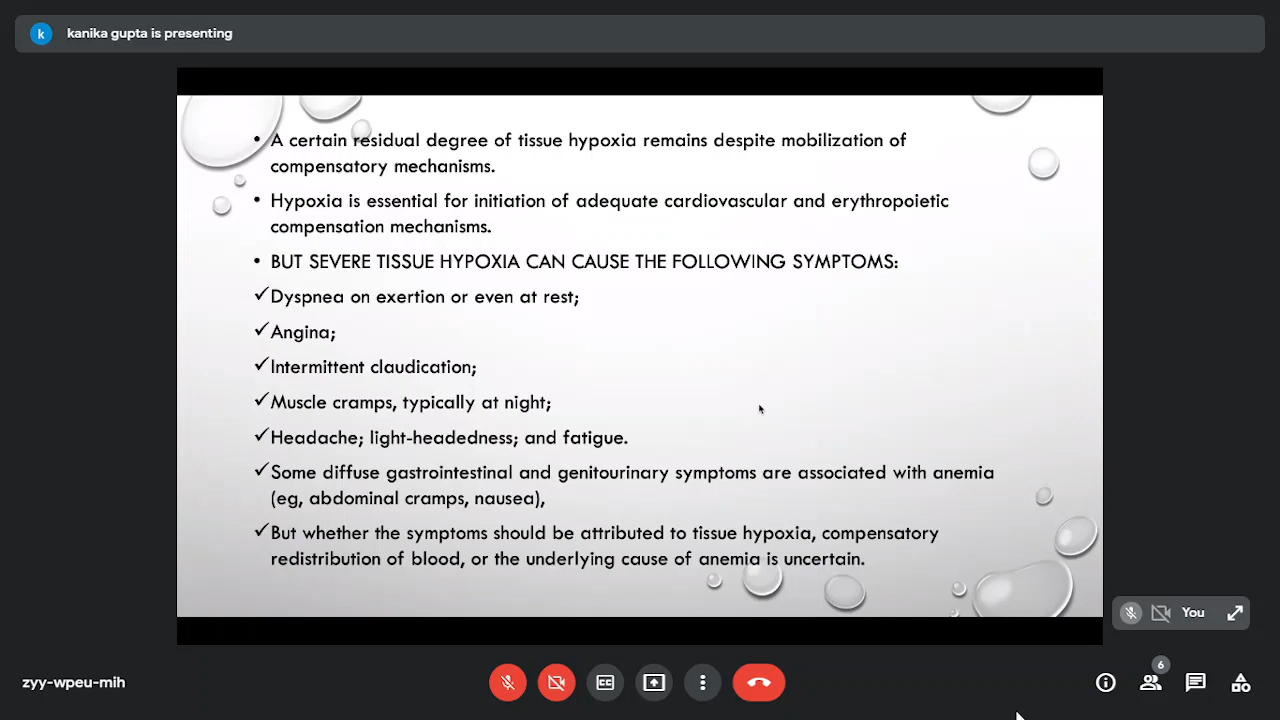 k kanika gupta is presenting
• A certain residual degree of tissue hypoxia remains despite mobilization of
compensatory mechanisms.
• Hypoxia is essential for initiation of adequate cardiovascular and erythropoietic
compensation mechanisms.
• BUT SEVERE TISSUE HYPOXIA CAN CAUSE THE FOLLOWING SYMPTOMS:
✓Dyspnea on exertion or even at rest;
✓Angina;
✓Intermittent claudication;
✓Muscle cramps, typically at night;
✓Headache; light-headedness; and fatigue.
✓Some diffuse gastrointestinal and genitourinary symptoms are associated with anemia
(eg, abdominal cramps, nausea),
✓But whether the symptoms should be attributed to tissue hypoxia, compensatory
redistribution of blood, or the underlying cause of anemia is uncertain.
You
6
zyy-wpeu-mih
CC